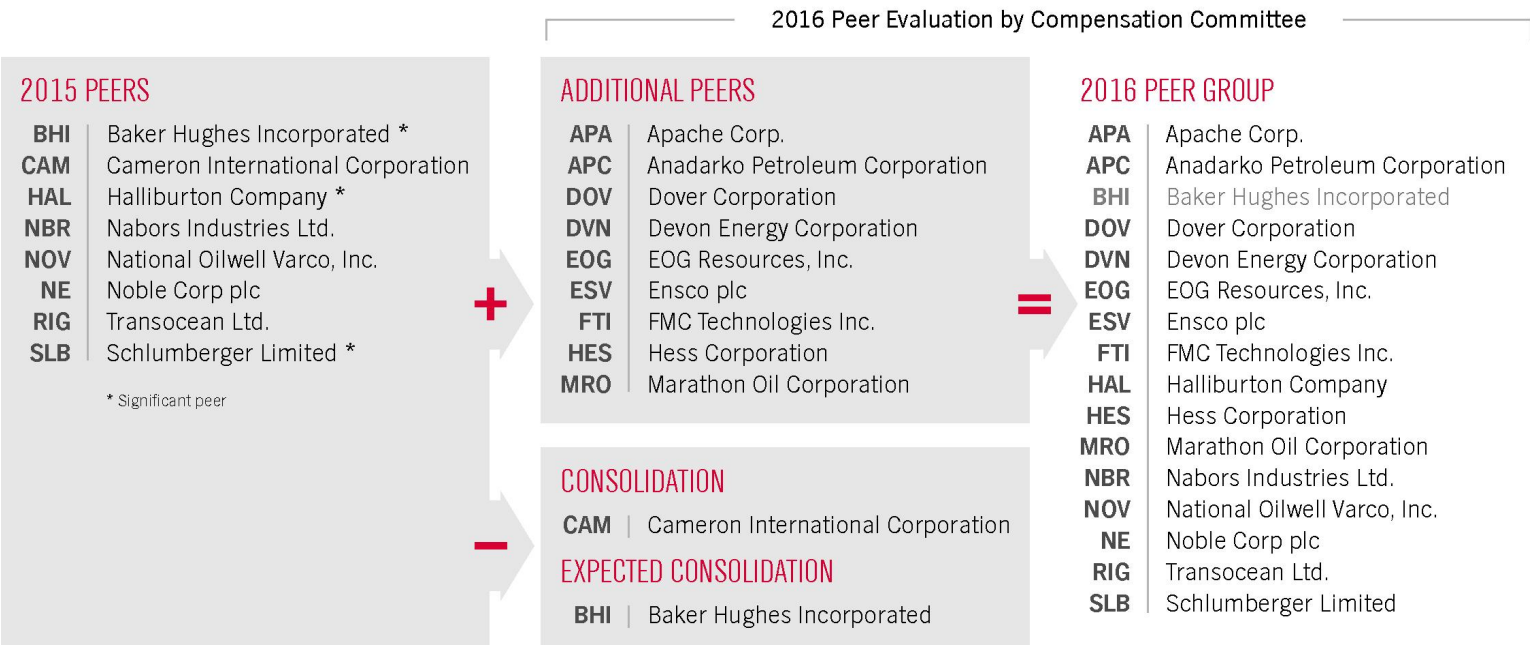 2016 Peer Evaluation by Compensation Committee
2015 PEERS
BHI Baker Hughes Incorporated *
CAM Cameron International Corporation
HAL Halliburton Company *
NBR Nabors Industries Ltd.
NOV National Oilwell Varco, Inc.
NE Noble Corp plc
RIG Transocean Ltd.
SLB Schlumberger Limited *
* Significant peer
+
ADDITIONAL PEERS
APA Apache Corp.
APC Anadarko Petroleum Corporation
DOV Dover Corporation
DVN Devon Energy Corporation
EOG EOG Resources, Inc.
ESV Ensco plc
FTI FMC Technologies Inc.
HES Hess Corporation
MRO Marathon Oil Corporation
−
CONSOLIDATION
CAM Cameron International Corporation
EXPECTED CONSOLIDATION
BHI Baker Hughes Incorporated
=
2016 PEER GROUP
APA Apache Corp.
APC Anadarko Petroleum Corporation
BHI Baker Hughes Incorporated
DOV Dover Corporation
DVN Devon Energy Corporation
EOG EOG Resources, Inc.
ESV Ensco plc
FTI FMC Technologies Inc.
HAL Halliburton Company
HES Hess Corporation
MRO Marathon Oil Corporation
NBR Nabors Industries Ltd.
NOV National Oilwell Varco, Inc.
NE Noble Corp plc
RIG Transocean Ltd.
SLB Schlumberger Limited